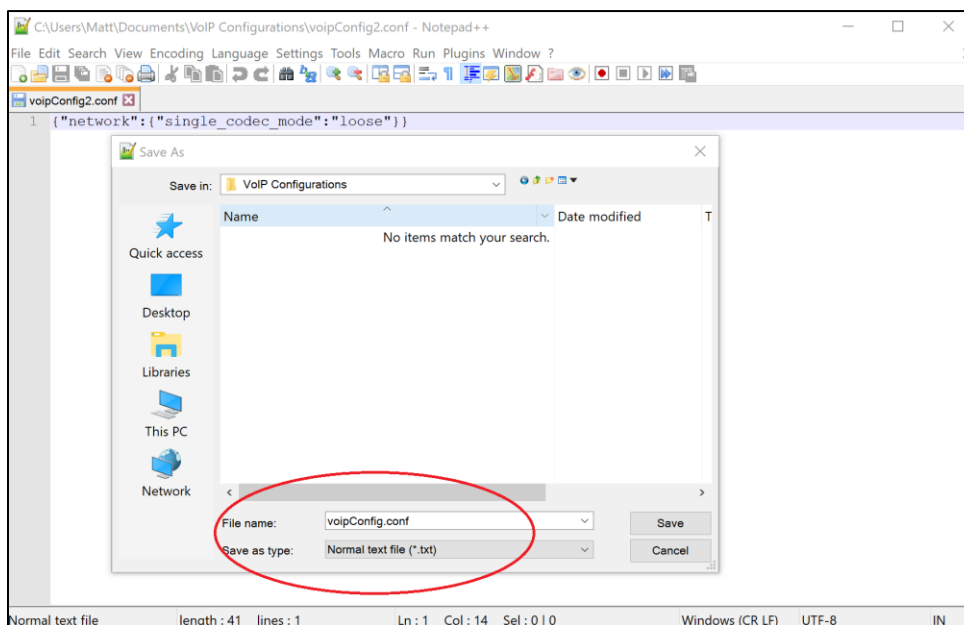 C:\Users\Matt\Documents\VoIP Configurations\voipConfig2.conf - Notepad++
File Edit Search View Encoding Language Settings Tools Macro Run Plugins Window ?
voipConfig2.conf
1 {"network":{"single_codec_mode":"loose"}}
Save As
Save in: VoIP Configurations
Name Date modified T
No items match your search.
Quick access
Desktop
Libraries
This PC
Network
File name: voipConfig.conf Save
Save as type: Normal text file (*.txt) Cancel
Normal text file length : 41 lines : 1 Ln : 1 Col : 14 Sel : 0 | 0 Windows (CR LF) UTF-8 IN